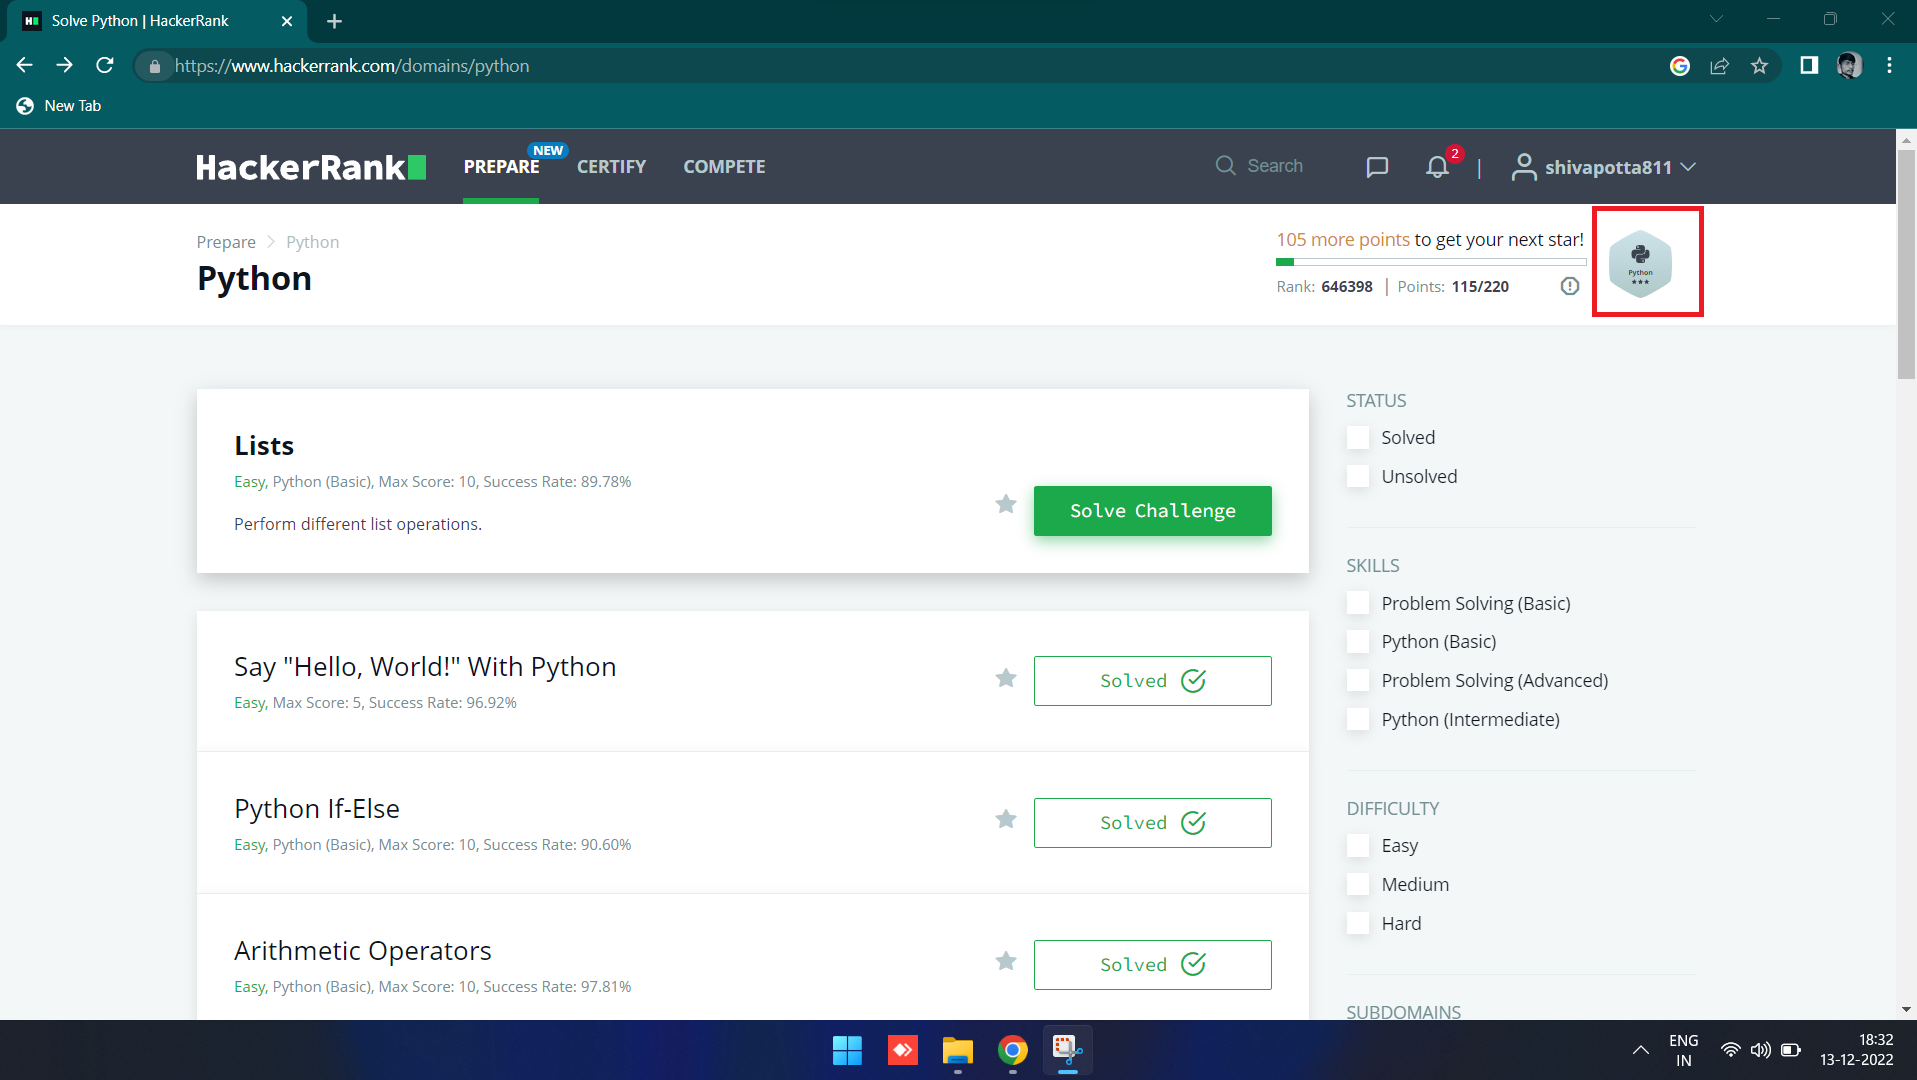 Solve Python | HackerRank
https://www.hackerrank.com/domains/python
New Tab
HackerRank
PREPARE
NEW
CERTIFY
COMPETE
Search
2
shivapotta811
Prepare
Python
Python
105 more points to get your next star!
Rank: 646398 | Points: 115/220
Python
Lists
Easy, Python (Basic), Max Score: 10, Success Rate: 89.78%
Perform different list operations.
Solve Challenge
Say "Hello, World!" With Python
Easy, Max Score: 5, Success Rate: 96.92%
Solved
Python If-Else
Easy, Python (Basic), Max Score: 10, Success Rate: 90.60%
Solved
Arithmetic Operators
Easy, Python (Basic), Max Score: 10, Success Rate: 97.81%
Solved
STATUS
Solved
Unsolved
SKILLS
Problem Solving (Basic)
Python (Basic)
Problem Solving (Advanced)
Python (Intermediate)
DIFFICULTY
Easy
Medium
Hard
SUBDOMAINS
ENG
IN
18:32
13-12-2022